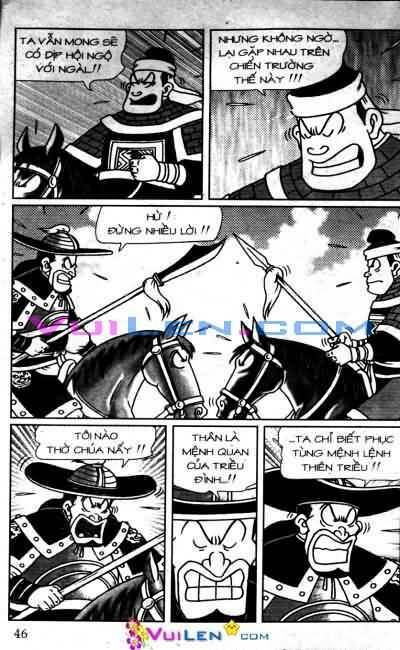 TA VẪN MONG SẼ
CÓ DỊP HỘI NGỘ
VỚI NGÀI..!!
NHƯNG KHÔNG NGỜ...
LẠI GẶP NHAU TRÊN
CHIẾN TRƯỜNG
THẾ NÀY !!!
HỪ !
ĐỪNG NHIỀU LỜI !!
VUILEN.COM
TÔI NÀO
THỜ CHÚA NẤY !!
THÂN LÀ
MỆNH QUAN
CỦA TRIỀU
ĐÌNH...!!
...TA CHỈ BIẾT PHỤC
TÙNG MỆNH LỆNH
THIÊN TRIỀU !!
46
VUILEN.COM